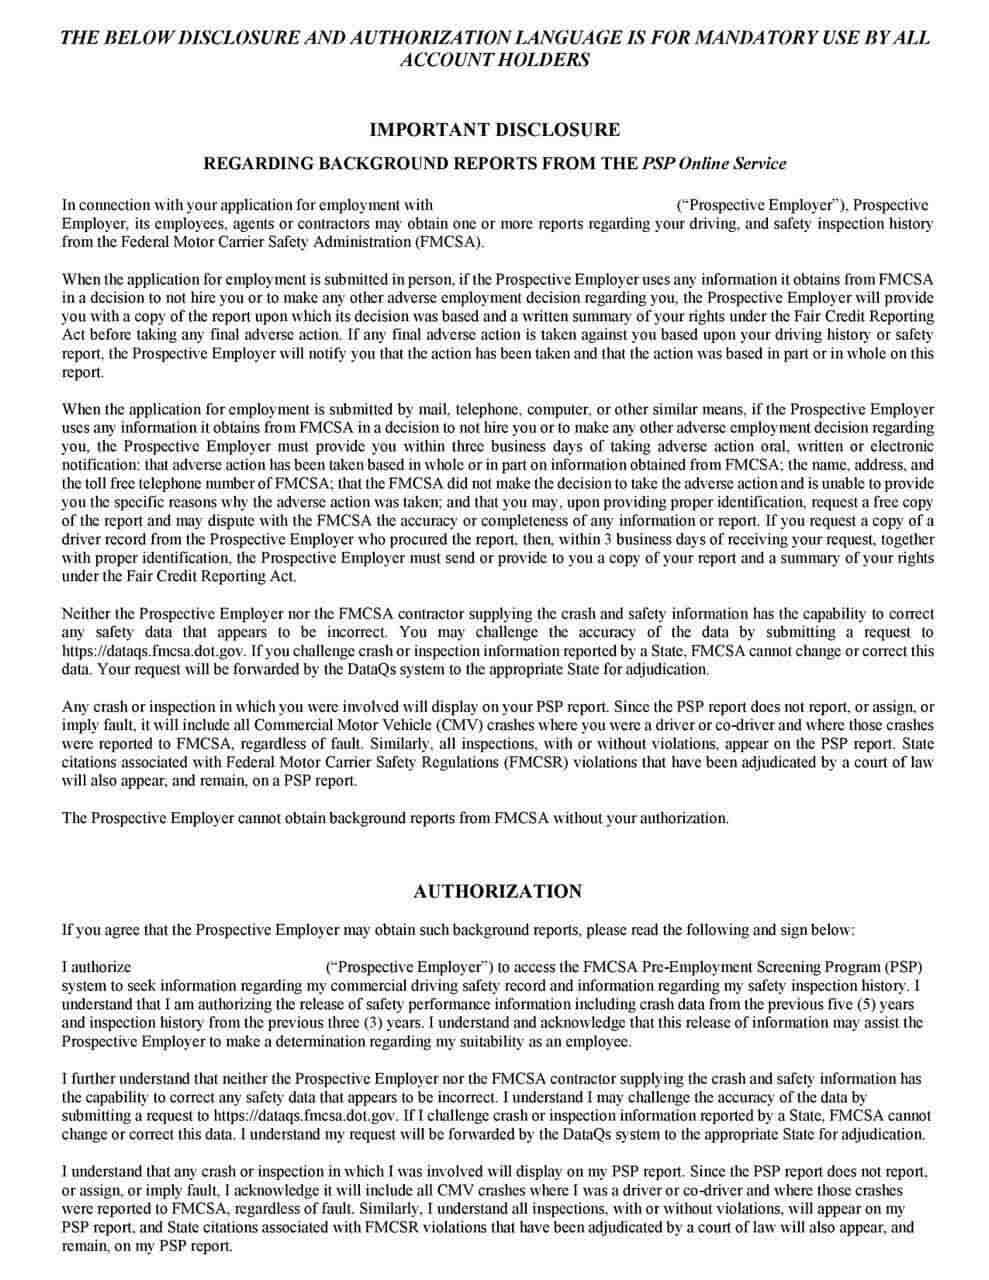 THE BELOW DISCLOSURE AND AUTHORIZATION LANGUAGE IS FOR MANDATORY USE BY ALL
ACCOUNT HOLDERS
IMPORTANT DISCLOSURE
REGARDING BACKGROUND REPORTS FROM THE PSP Online Service
In connection with your application for employment with (“Prospective Employer”), Prospective
Employer, its employees, agents or contractors may obtain one or more reports regarding your driving, and safety inspection history
from the Federal Motor Carrier Safety Administration (FMCSA).
When the application for employment is submitted in person, if the Prospective Employer uses any information it obtains from FMCSA
in a decision to not hire you or to make any other adverse employment decision regarding you, the Prospective Employer will provide
you with a copy of the report upon which its decision was based and a written summary of your rights under the Fair Credit Reporting
Act before taking any final adverse action. If any final adverse action is taken against you based upon your driving history or safety
report, the Prospective Employer will notify you that the action has been taken and that the action was based in part or in whole on this
report.
When the application for employment is submitted by mail, telephone, computer, or other similar means, if the Prospective Employer
uses any information it obtains from FMCSA in a decision to not hire you or to make any other adverse employment decision regarding
you, the Prospective Employer must provide you within three business days of taking adverse action oral, written or electronic
notification: that adverse action has been taken based in whole or in part on information obtained from FMCSA; the name, address, and
the toll free telephone number of FMCSA; that the FMCSA did not make the decision to take the adverse action and is unable to provide
you the specific reasons why the adverse action was taken; and that you may, upon providing proper identification, request a free copy
of the report and may dispute with the FMCSA the accuracy or completeness of any information or report. If you request a copy of a
driver record from the Prospective Employer who procured the report, then, within 3 business days of receiving your request, together
with proper identification, the Prospective Employer must send or provide to you a copy of your report and a summary of your rights
under the Fair Credit Reporting Act.
Neither the Prospective Employer nor the FMCSA contractor supplying the crash and safety information has the capability to correct
any safety data that appears to be incorrect. You may challenge the accuracy of the data by submitting a request to
https://dataqs.fmcsa.dot.gov. If you challenge crash or inspection information reported by a State, FMCSA cannot change or correct this
data. Your request will be forwarded by the DataQs system to the appropriate State for adjudication.
Any crash or inspection in which you were involved will display on your PSP report. Since the PSP report does not report, or assign, or
imply fault, it will include all Commercial Motor Vehicle (CMV) crashes where you were a driver or co-driver and where those crashes
were reported to FMCSA, regardless of fault. Similarly, all inspections, with or without violations, appear on the PSP report. State
citations associated with Federal Motor Carrier Safety Regulations (FMCSR) violations that have been adjudicated by a court of law
will also appear, and remain, on a PSP report.
The Prospective Employer cannot obtain background reports from FMCSA without your authorization.
AUTHORIZATION
If you agree that the Prospective Employer may obtain such background reports, please read the following and sign below:
I authorize (“Prospective Employer”) to access the FMCSA Pre-Employment Screening Program (PSP)
system to seek information regarding my commercial driving safety record and information regarding my safety inspection history. I
understand that I am authorizing the release of safety performance information including crash data from the previous five (5) years
and inspection history from the previous three (3) years. I understand and acknowledge that this release of information may assist the
Prospective Employer to make a determination regarding my suitability as an employee.
I further understand that neither the Prospective Employer nor the FMCSA contractor supplying the crash and safety information has
the capability to correct any safety data that appears to be incorrect. I understand I may challenge the accuracy of the data by
submitting a request to https://dataqs.fmcsa.dot.gov. If I challenge crash or inspection information reported by a State, FMCSA cannot
change or correct this data. I understand my request will be forwarded by the DataQs system to the appropriate State for adjudication.
I understand that any crash or inspection in which I was involved will display on my PSP report. Since the PSP report does not report,
or assign, or imply fault, I acknowledge it will include all CMV crashes where I was a driver or co-driver and where those crashes
were reported to FMCSA, regardless of fault. Similarly, I understand all inspections, with or without violations, will appear on my
PSP report, and State citations associated with FMCSR violations that have been adjudicated by a court of law will also appear, and
remain, on my PSP report.